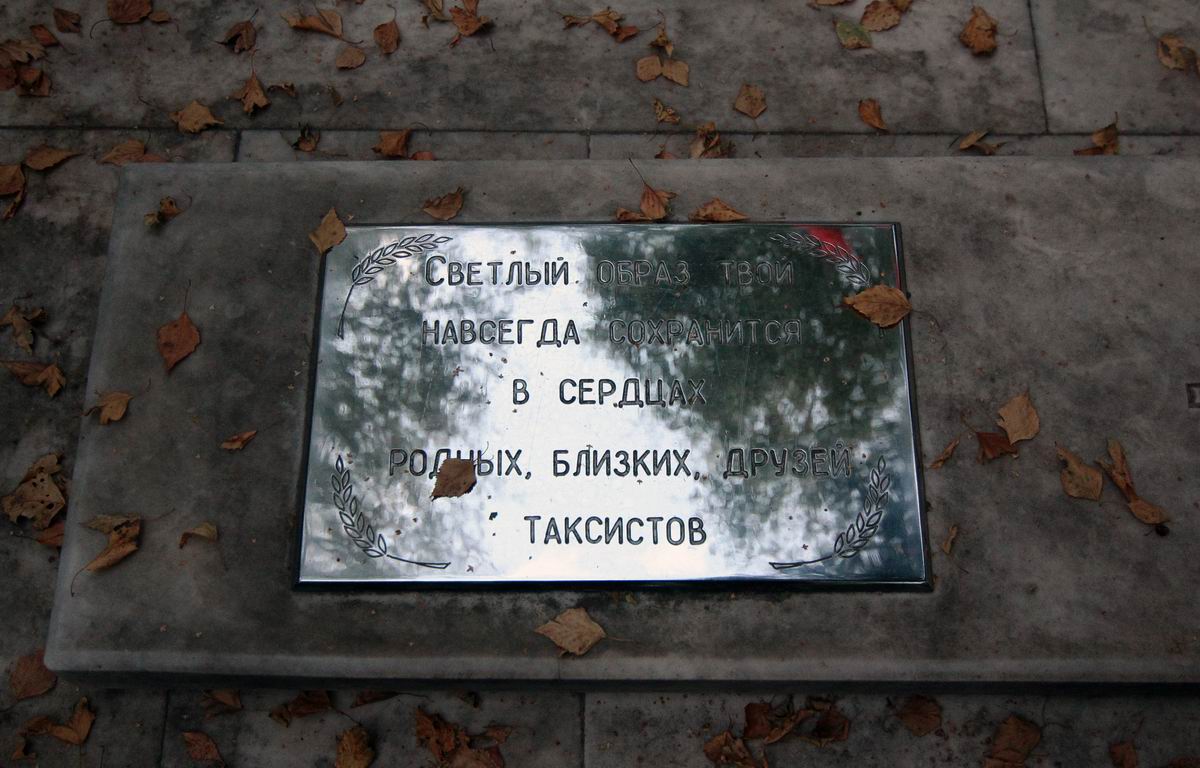 Светлый образ твой
навсегда сохранится
в сердцах
родных, близких, друзей
таксистов